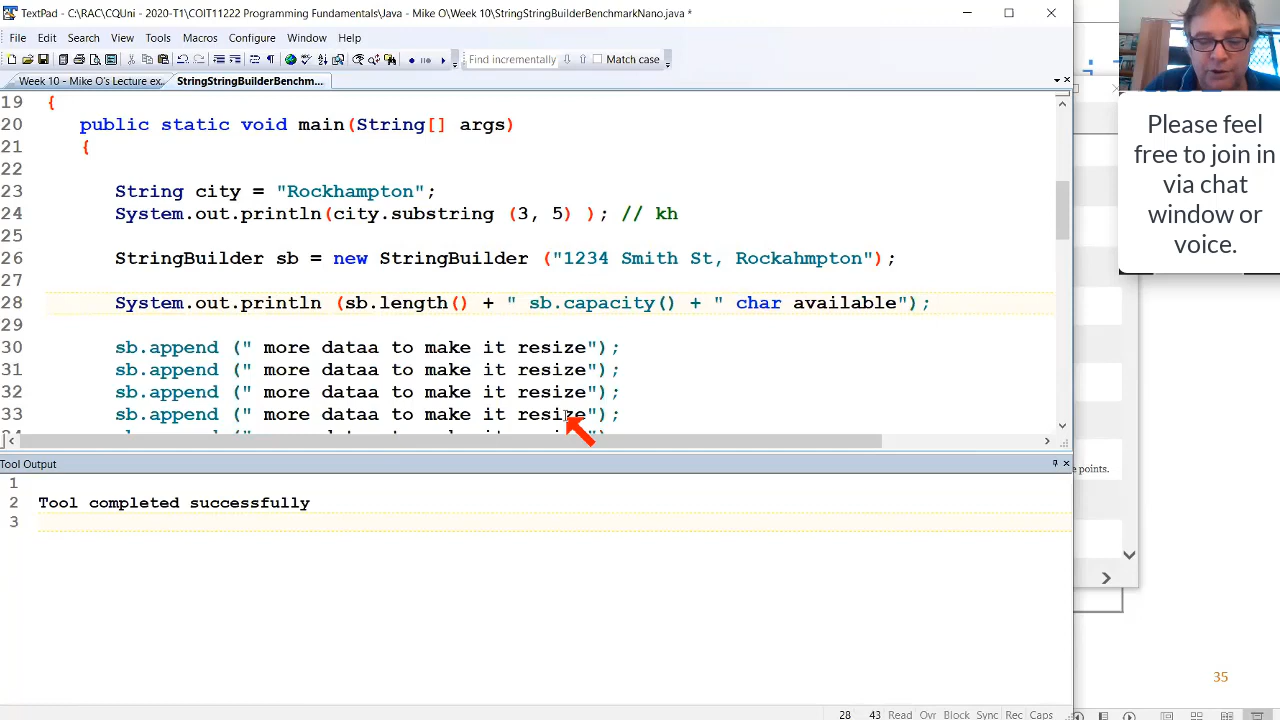 TextPad - C:\RAC\CQUni - 2020-T1\COIT11222 Programming Fundamentals\Java - Mike O\Week 10\StringStringBuilderBenchmarkNano.java *
File Edit Search View Tools Macros Configure Window Help
Find incrementally Match case
Week 10 - Mike O's Lecture ex... StringStringBuilderBenchm...
19 {
20 public static void main(String[] args)
21 {
22
23 String city = "Rockhampton";
24 System.out.println(city.substring (3, 5) ); // kh
25
26 StringBuilder sb = new StringBuilder ("1234 Smith St, Rockahmpton");
27
28 System.out.println (sb.length() + " sb.capacity() + " char available");
29
30 sb.append (" more dataa to make it resize");
31 sb.append (" more dataa to make it resize");
32 sb.append (" more dataa to make it resize");
33 sb.append (" more dataa to make it resize");
Tool Output
1
2 Tool completed successfully
3
28 43 Read Ovr Block Sync Rec Caps
Please feel
free to join in
via chat
window or
voice.
e points.
35